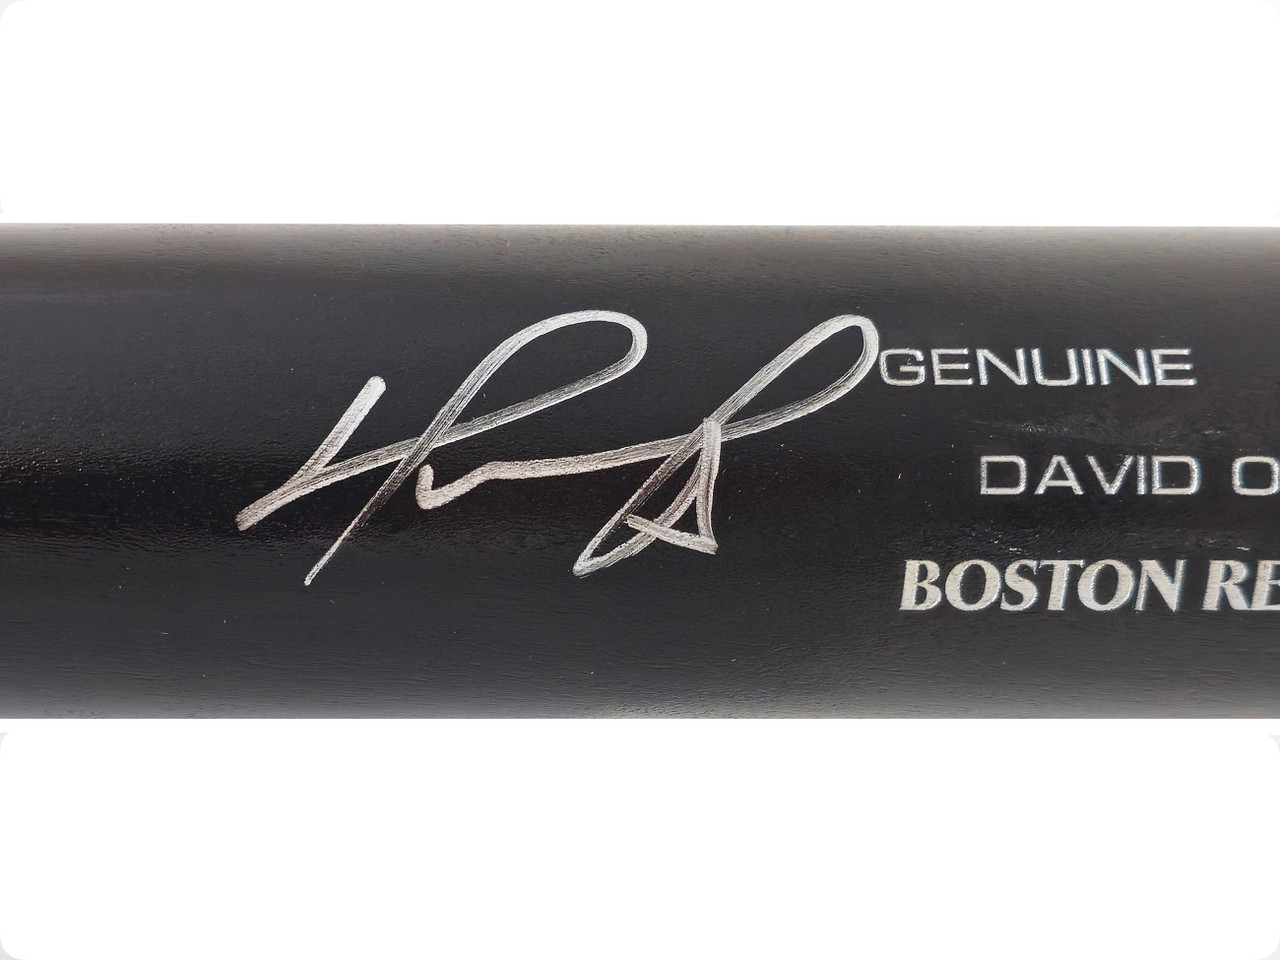 GENUINE
DAVID O
BOSTON RE